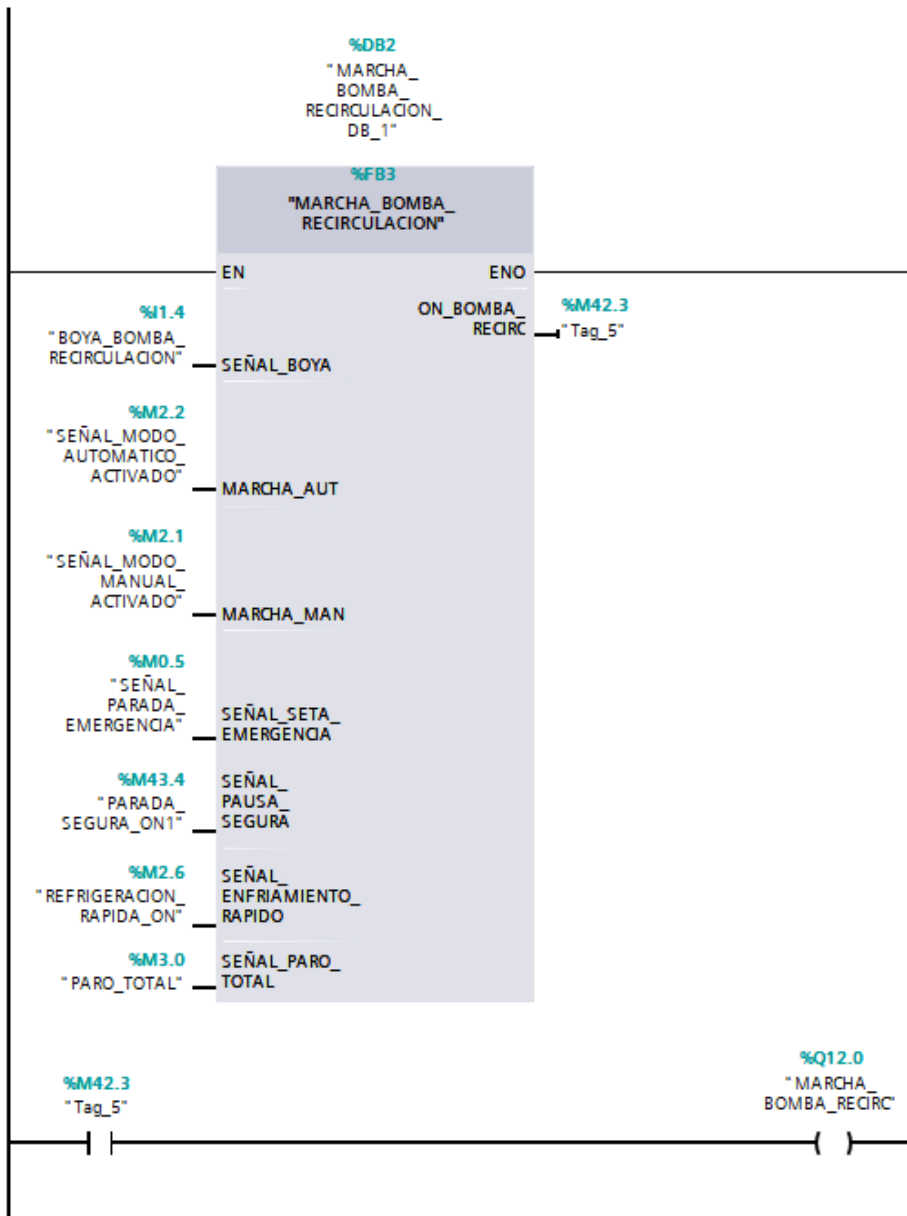 %DB2
"MARCHA_
BOMBA_
RECIRCULACION_
DB_1"
%FB3
"MARCHA_BOMBA_
RECIRCULACION"
EN
ENO
%I1.4
"BOYA_BOMBA_
RECIRCULACION"
SEÑAL_BOYA
ON_BOMBA_
RECIRC
%M42.3
"Tag_5"
%M2.2
"SEÑAL_MODO_
AUTOMATICO_
ACTIVADO"
MARCHA_AUT
%M2.1
"SEÑAL_MODO_
MANUAL_
ACTIVADO"
MARCHA_MAN
%M0.5
"SEÑAL_
PARADA_
EMERGENCIA"
SEÑAL_SETA_
EMERGENCIA
%M43.4
"PARADA_
SEGURA_ON1"
SEÑAL_
PAUSA_
SEGURA
%M2.6
"REFRIGERACION_
RAPIDA_ON"
SEÑAL_
ENFRIAMIENTO_
RAPIDO
%M3.0
"PARO_TOTAL"
SEÑAL_PARO_
TOTAL
%M42.3
"Tag_5"
%Q12.0
"MARCHA_
BOMBA_RECIRC"